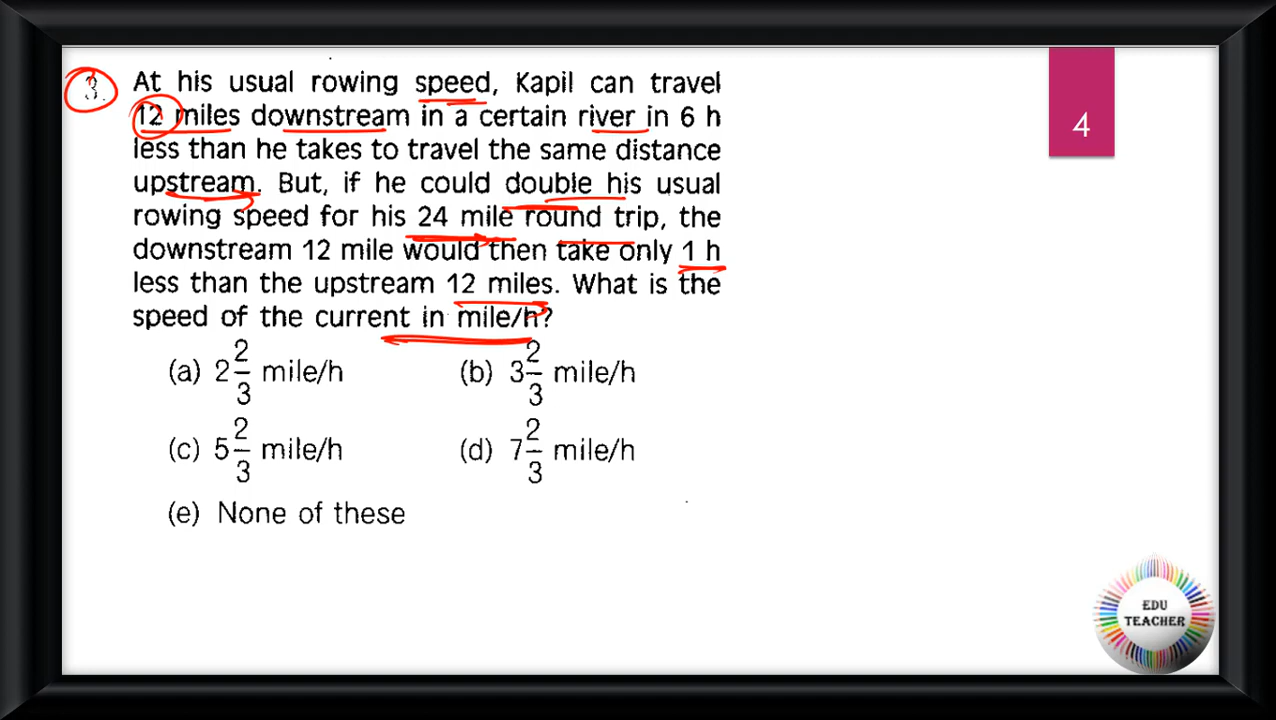 3. At his usual rowing speed, Kapil can travel
12 miles downstream in a certain river in 6 h
less than he takes to travel the same distance
upstream. But, if he could double his usual
rowing speed for his 24 mile round trip, the
downstream 12 mile would then take only 1 h
less than the upstream 12 miles. What is the
speed of the current in mile/h?
(a) 2 2/3 mile/h (b) 3 2/3 mile/h
(c) 5 2/3 mile/h (d) 7 2/3 mile/h
(e) None of these
4
EDU
TEACHER